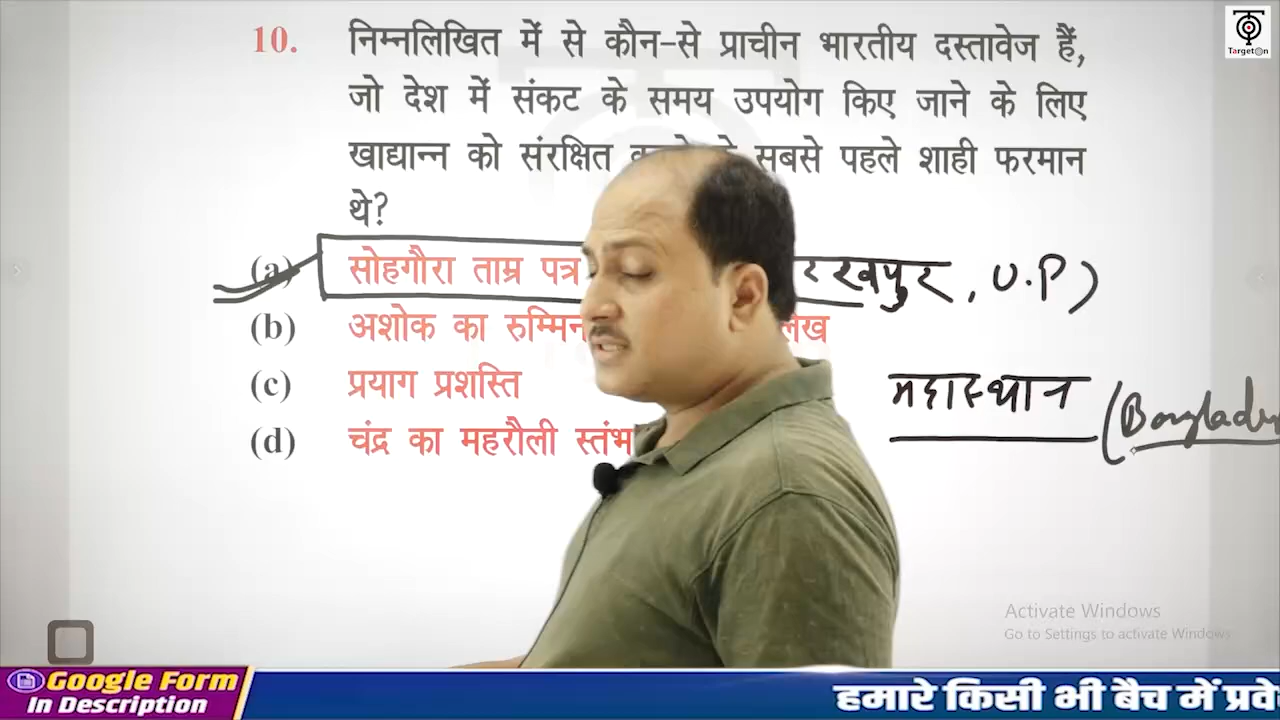 10. निम्नलिखित में से कौन-से प्राचीन भारतीय दस्तावेज हैं,
जो देश में संकट के समय उपयोग किए जाने के लिए
खाद्यान्न को संरक्षित सबसे पहले शाही फरमान
थे?
(a) सोहगौरा ताम्र पत्र रखपुर, U.P)
(b) अशोक का
(c) प्रयाग प्रशस्ति
(d) चंद्र का महरौली स्तंभ
महास्थान (Bangladesh
TargetOn
Activate Windows
Go to Settings to activate Windows
Google Form
In Description
हमारे किसी भी बैच में